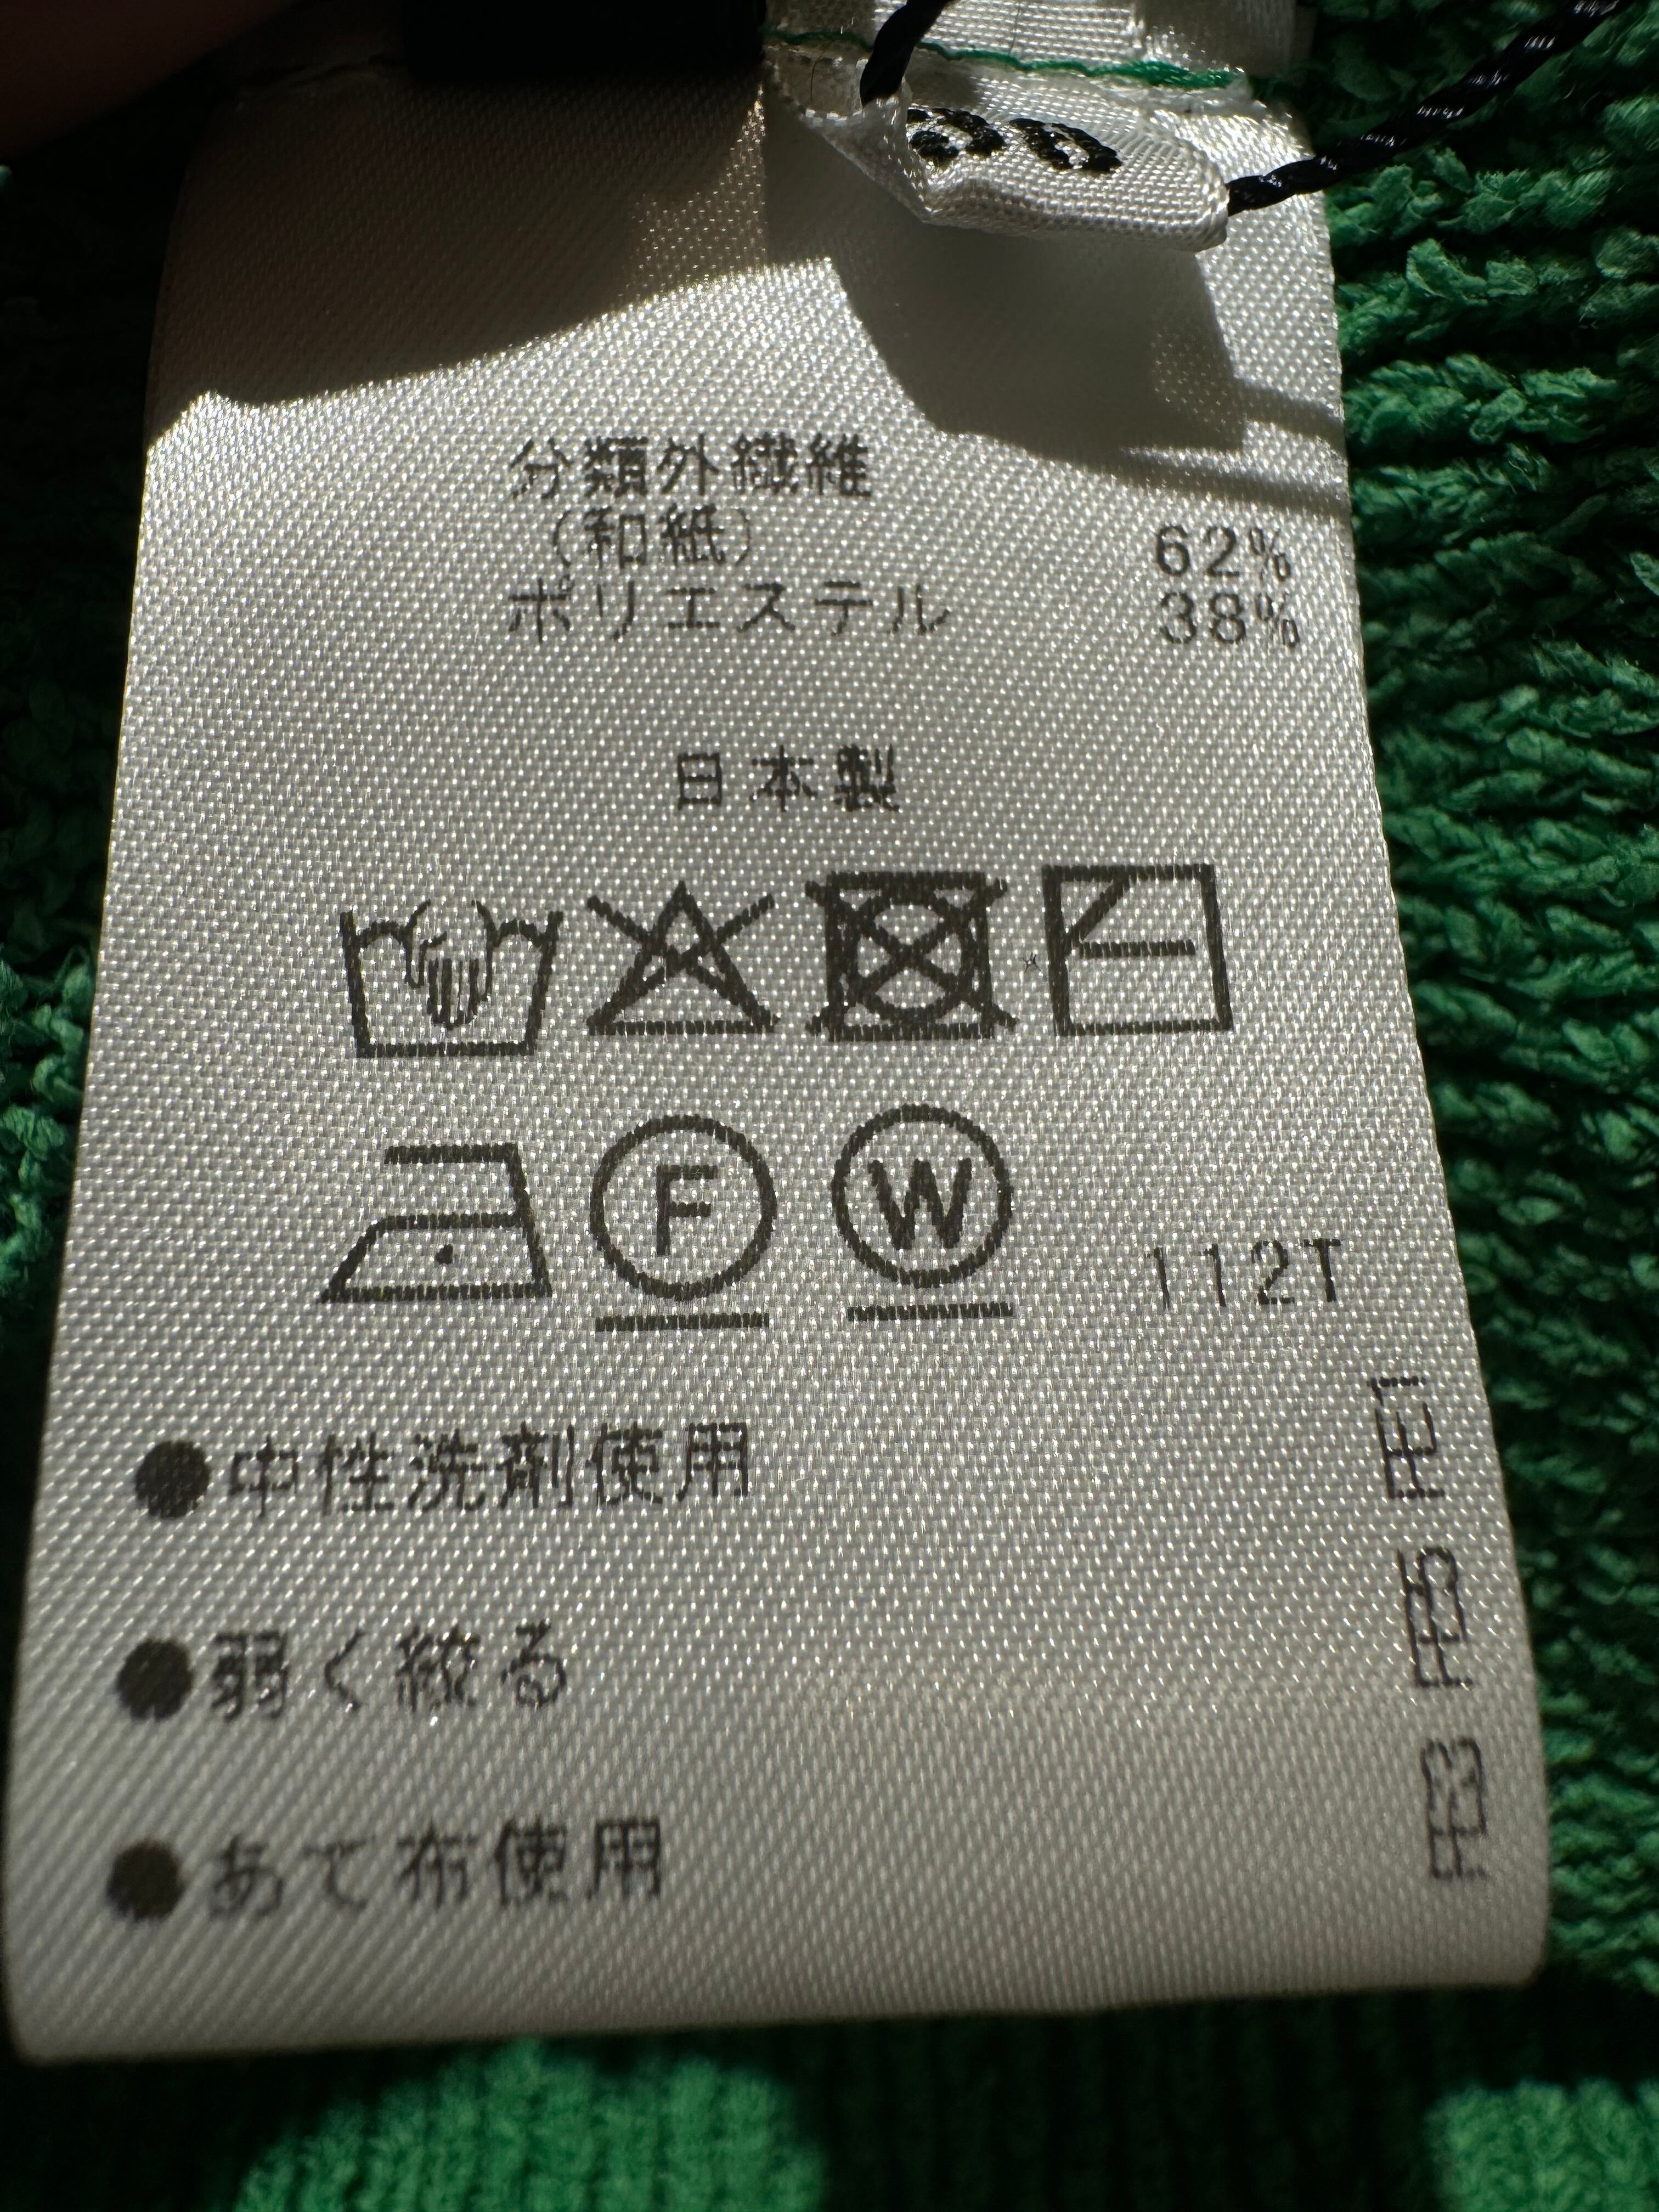 分類外繊維
(和紙) 62%
ポリエステル 38%
日本製
F W
112T
●中性洗剤使用
●弱く絞る
●あて布使用